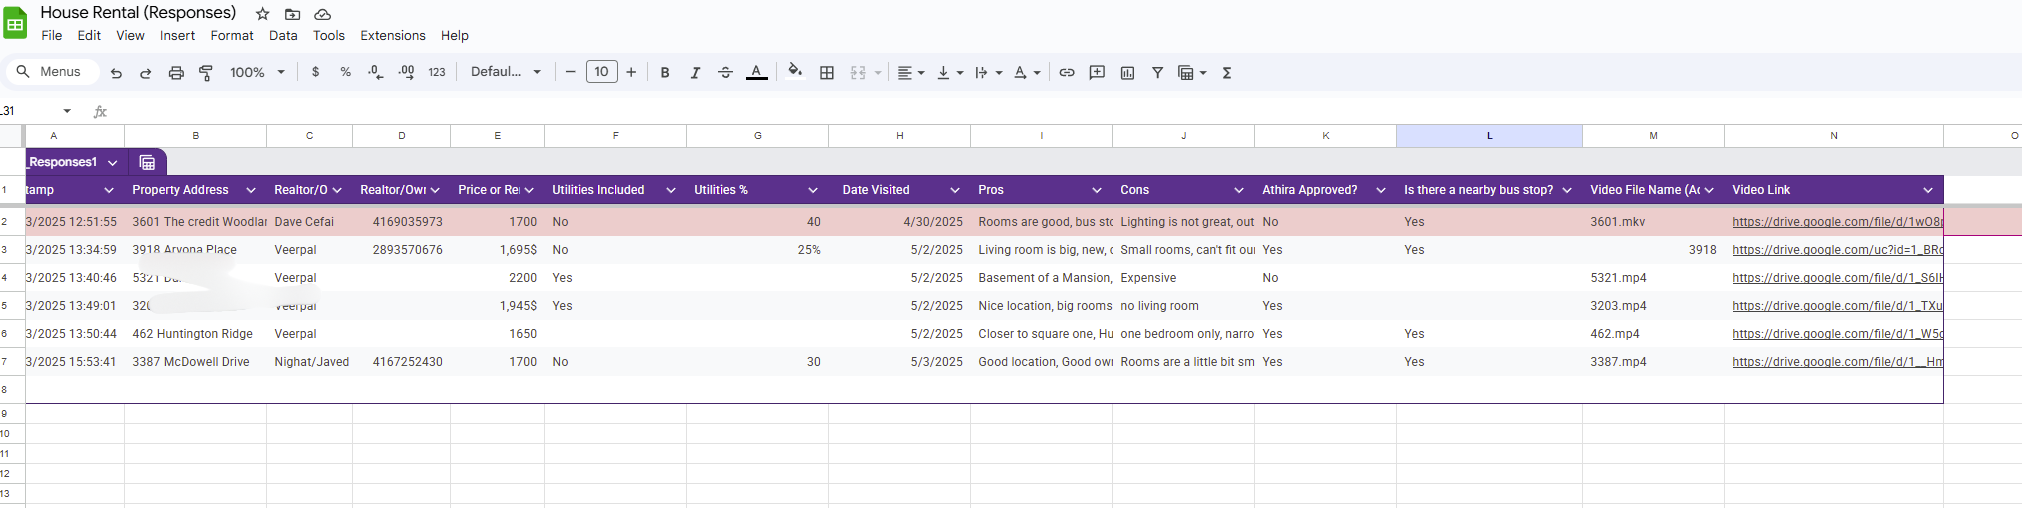 House Rental (Responses)
File Edit View Insert Format Data Tools Extensions Help
Menus 100% $ % .0 .00 123 Defaul... 10 B I A
L31 fx
A B C D E F G H I J K L M N O
_Responses1
1 tamp Property Address Realtor/O Realtor/Own Price or Re Utilities Included Utilities % Date Visited Pros Cons Athira Approved? Is there a nearby bus stop? Video File Name (Ac Video Link
2 3/2025 12:51:55 3601 The credit Woodlan Dave Cefai 4169035973 1700 No 40 4/30/2025 Rooms are good, bus sto Lighting is not great, out No Yes 3601.mkv https://drive.google.com/file/d/1wO8p
3 3/2025 13:34:59 3918 Arvona Place Veerpal 2893570676 1,695$ No 25% 5/2/2025 Living room is big, new, c Small rooms, can't fit our Yes Yes 3918 https://drive.google.com/uc?id=1_BRc
4 3/2025 13:40:46 5321 Veerpal 2200 Yes 5/2/2025 Basement of a Mansion, Expensive No 5321.mp4 https://drive.google.com/file/d/1_S6IH
5 3/2025 13:49:01 320 Veerpal 1,945$ Yes 5/2/2025 Nice location, big rooms no living room Yes 3203.mp4 https://drive.google.com/file/d/1_TXu
6 3/2025 13:50:44 462 Huntington Ridge Veerpal 1650 5/2/2025 Closer to square one, Hu one bedroom only, narro Yes Yes 462.mp4 https://drive.google.com/file/d/1_W5c
7 3/2025 15:53:41 3387 McDowell Drive Nighat/Javed 4167252430 1700 No 30 5/3/2025 Good location, Good own Rooms are a little bit sm Yes Yes 3387.mp4 https://drive.google.com/file/d/1__Hm
8
9
10
11
12
13